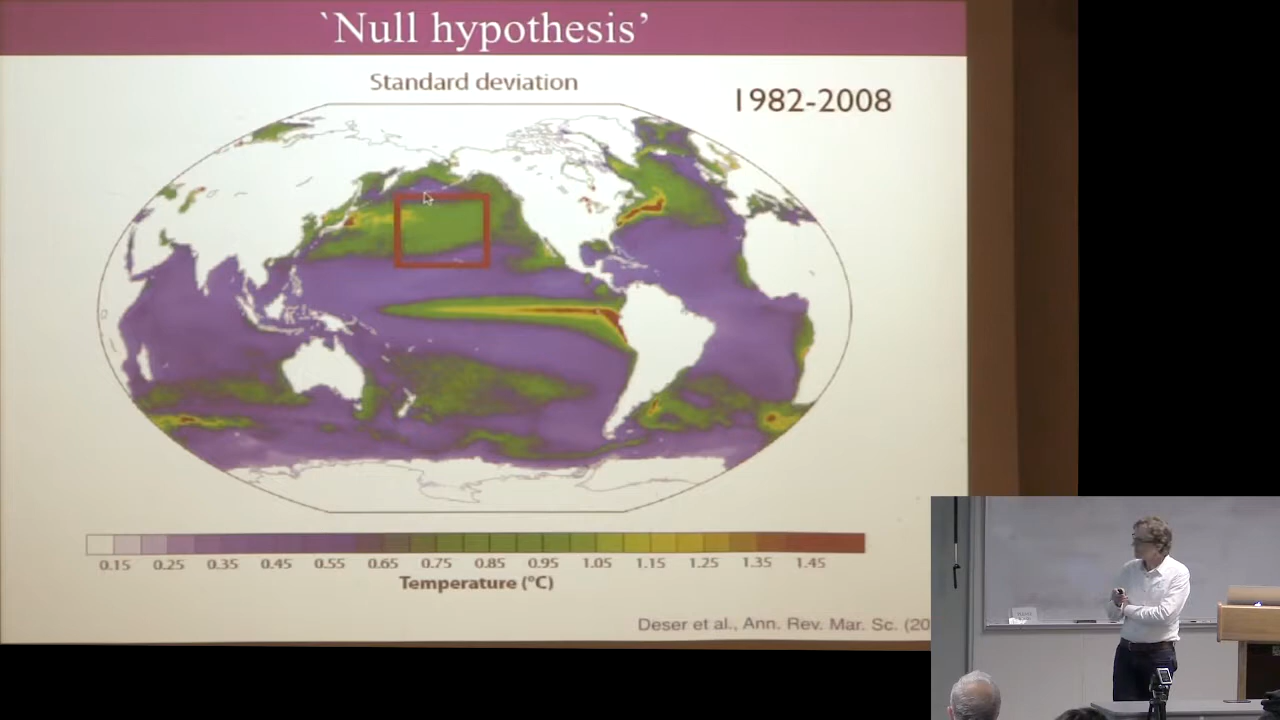 `Null hypothesis’
Standard deviation
1982-2008
0.15 0.25 0.35 0.45 0.55 0.65 0.75 0.85 0.95 1.05 1.15 1.25 1.35 1.45
Temperature (°C)
Deser et al., Ann. Rev. Mar. Sc. (20